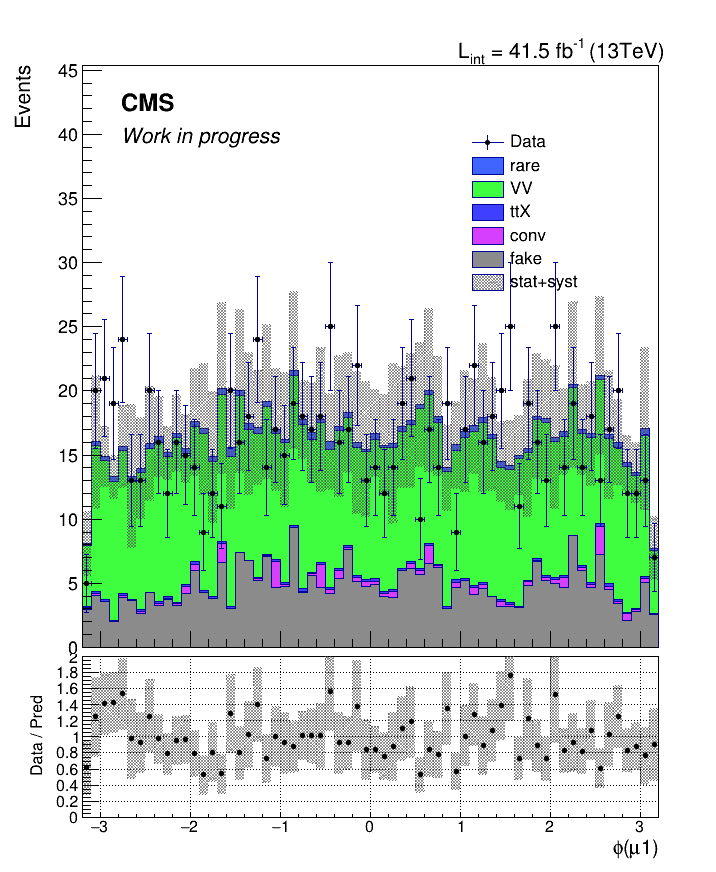 L_int = 41.5 fb^-1 (13TeV)
Events
CMS
Work in progress
Data
rare
VV
ttX
conv
fake
stat+syst
45
40
35
30
25
20
15
10
5
0
Data / Pred
2
1.8
1.6
1.4
1.2
1
0.8
0.6
0.4
0.2
0
−3 −2 −1 0 1 2 3
ϕ(μ1)